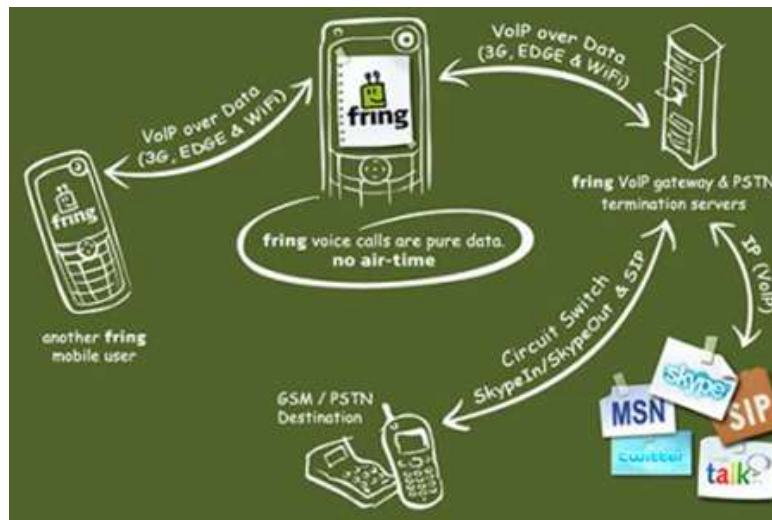 VoIP over Data
(3G, EDGE & WiFi)
VoIP over Data
(3G, EDGE & WiFi)
fring
fring
fring VoIP gateway & PSTN
termination servers
fring voice calls are pure data.
no air-time
another fring
mobile user
Circuit Switch
SkypeIn/SkypeOut & SIP
IP (VoIP)
GSM / PSTN
Destination
skype
MSN
SIP
twitter
talk